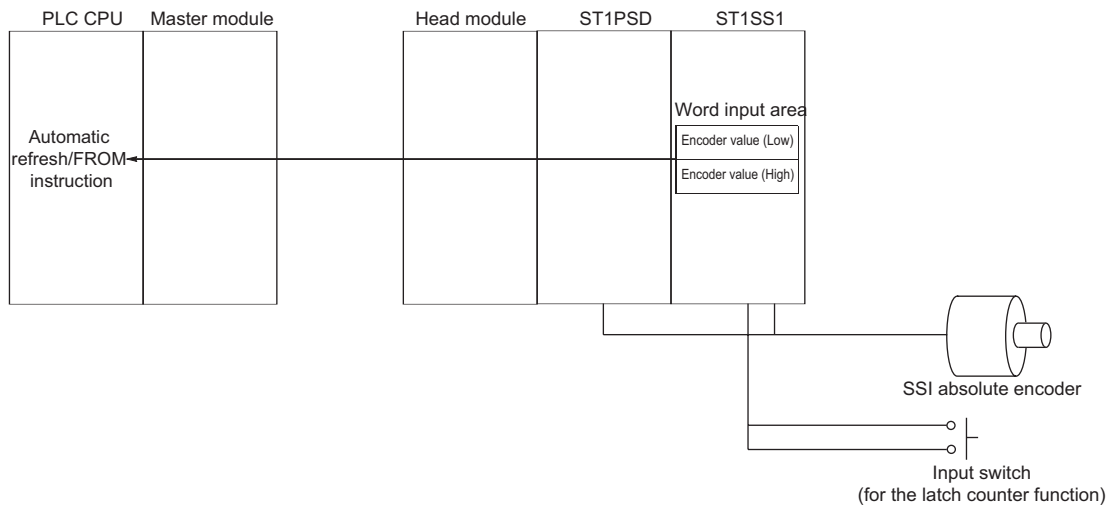 PLC CPU Master module Head module ST1PSD ST1SS1
Word input area
Encoder value (Low)
Encoder value (High)
Automatic
refresh/FROM
instruction
SSI absolute encoder
Input switch
(for the latch counter function)